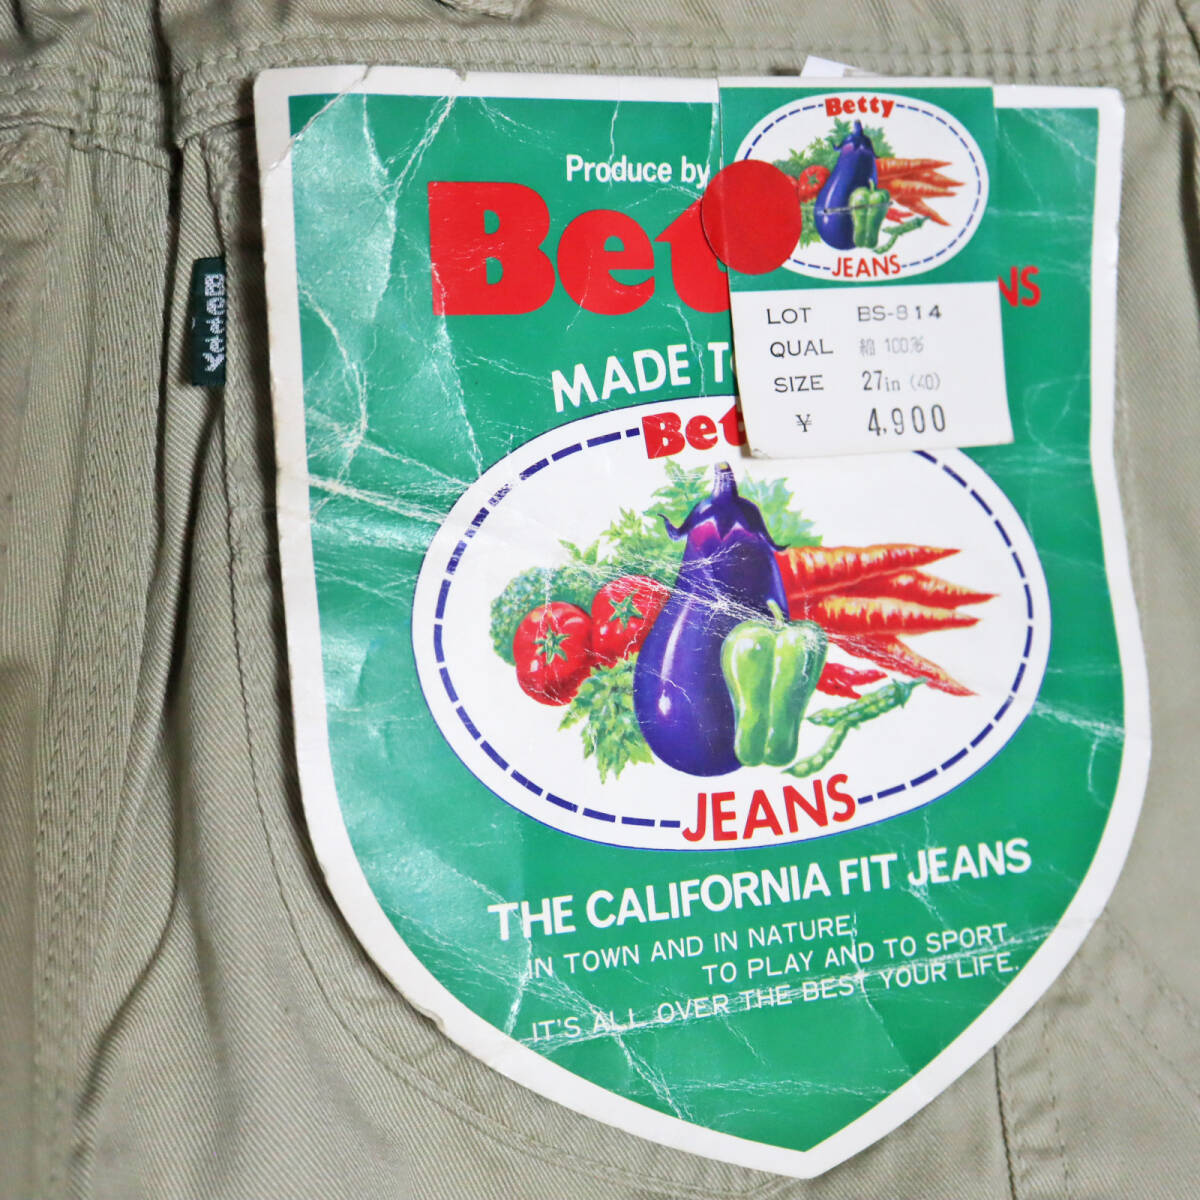 Betty
JEANS
LOT BS-814
QUAL 綿 100%
SIZE 27in (40)
¥ 4,900
Produce by
Bet
NS
MADE
Bet
JEANS
THE CALIFORNIA FIT JEANS
IN TOWN AND IN NATURE,
TO PLAY AND TO SPORT
IT'S ALL OVER THE BEST YOUR LIFE.